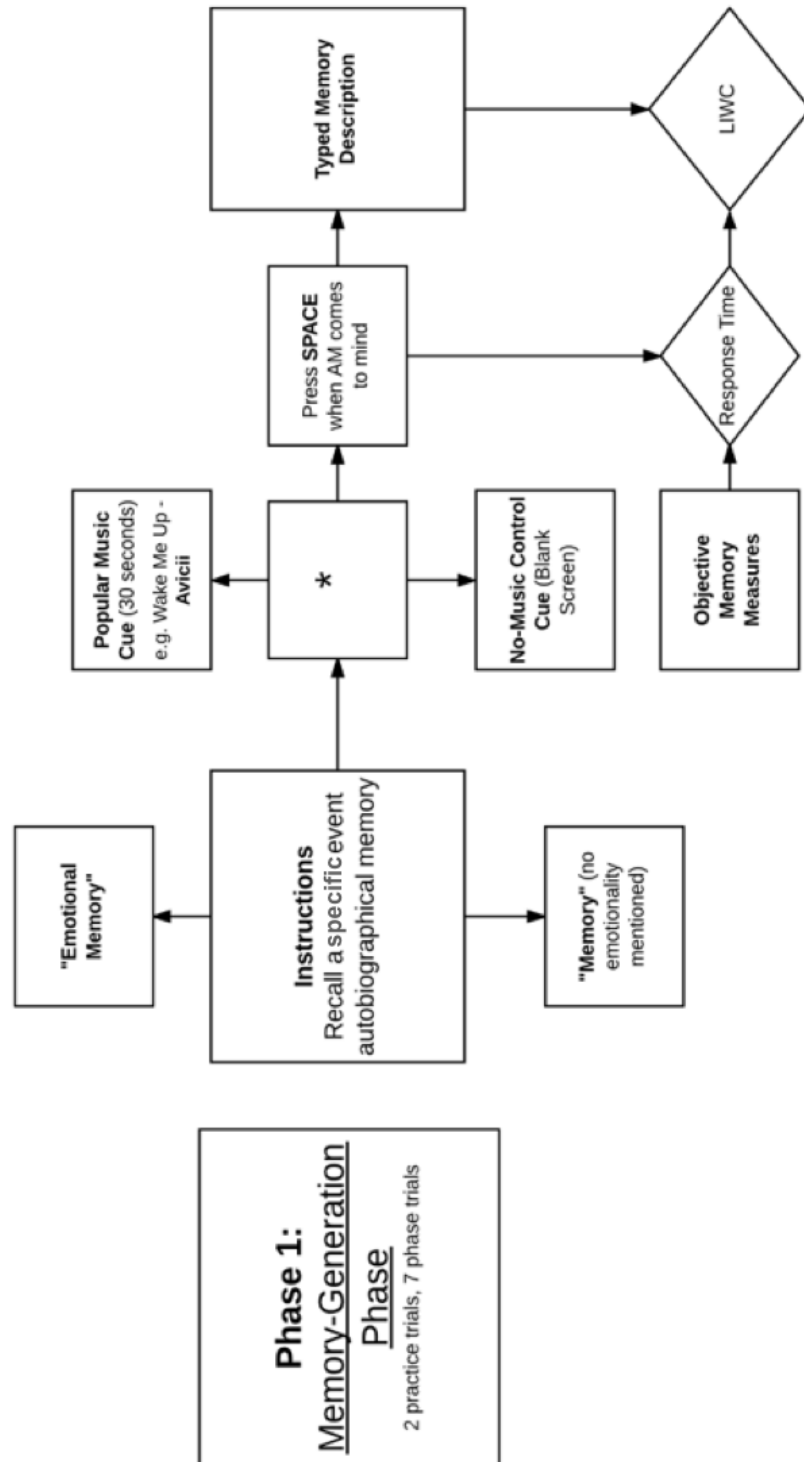 Phase 1:
Memory-Generation
Phase
2 practice trials, 7 phase trials
"Emotional
Memory"
Instructions
Recall a specific event
autobiographical memory
"Memory" (no
emotionality
mentioned)
Popular Music
Cue (30 seconds)
e.g. Wake Me Up -
Avicii
*
No-Music Control
Cue (Blank
Screen)
Press SPACE
when AM comes
to mind
Typed Memory
Description
Objective
Memory
Measures
Response Time
LIWC